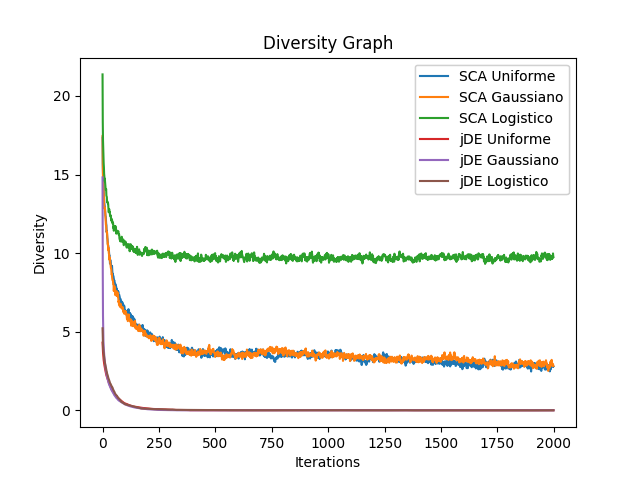 Diversity Graph
SCA Uniforme
SCA Gaussiano
SCA Logistico
jDE Uniforme
jDE Gaussiano
jDE Logistico
20
15
10
5
0
Diversity
0 250 500 750 1000 1250 1500 1750 2000
Iterations